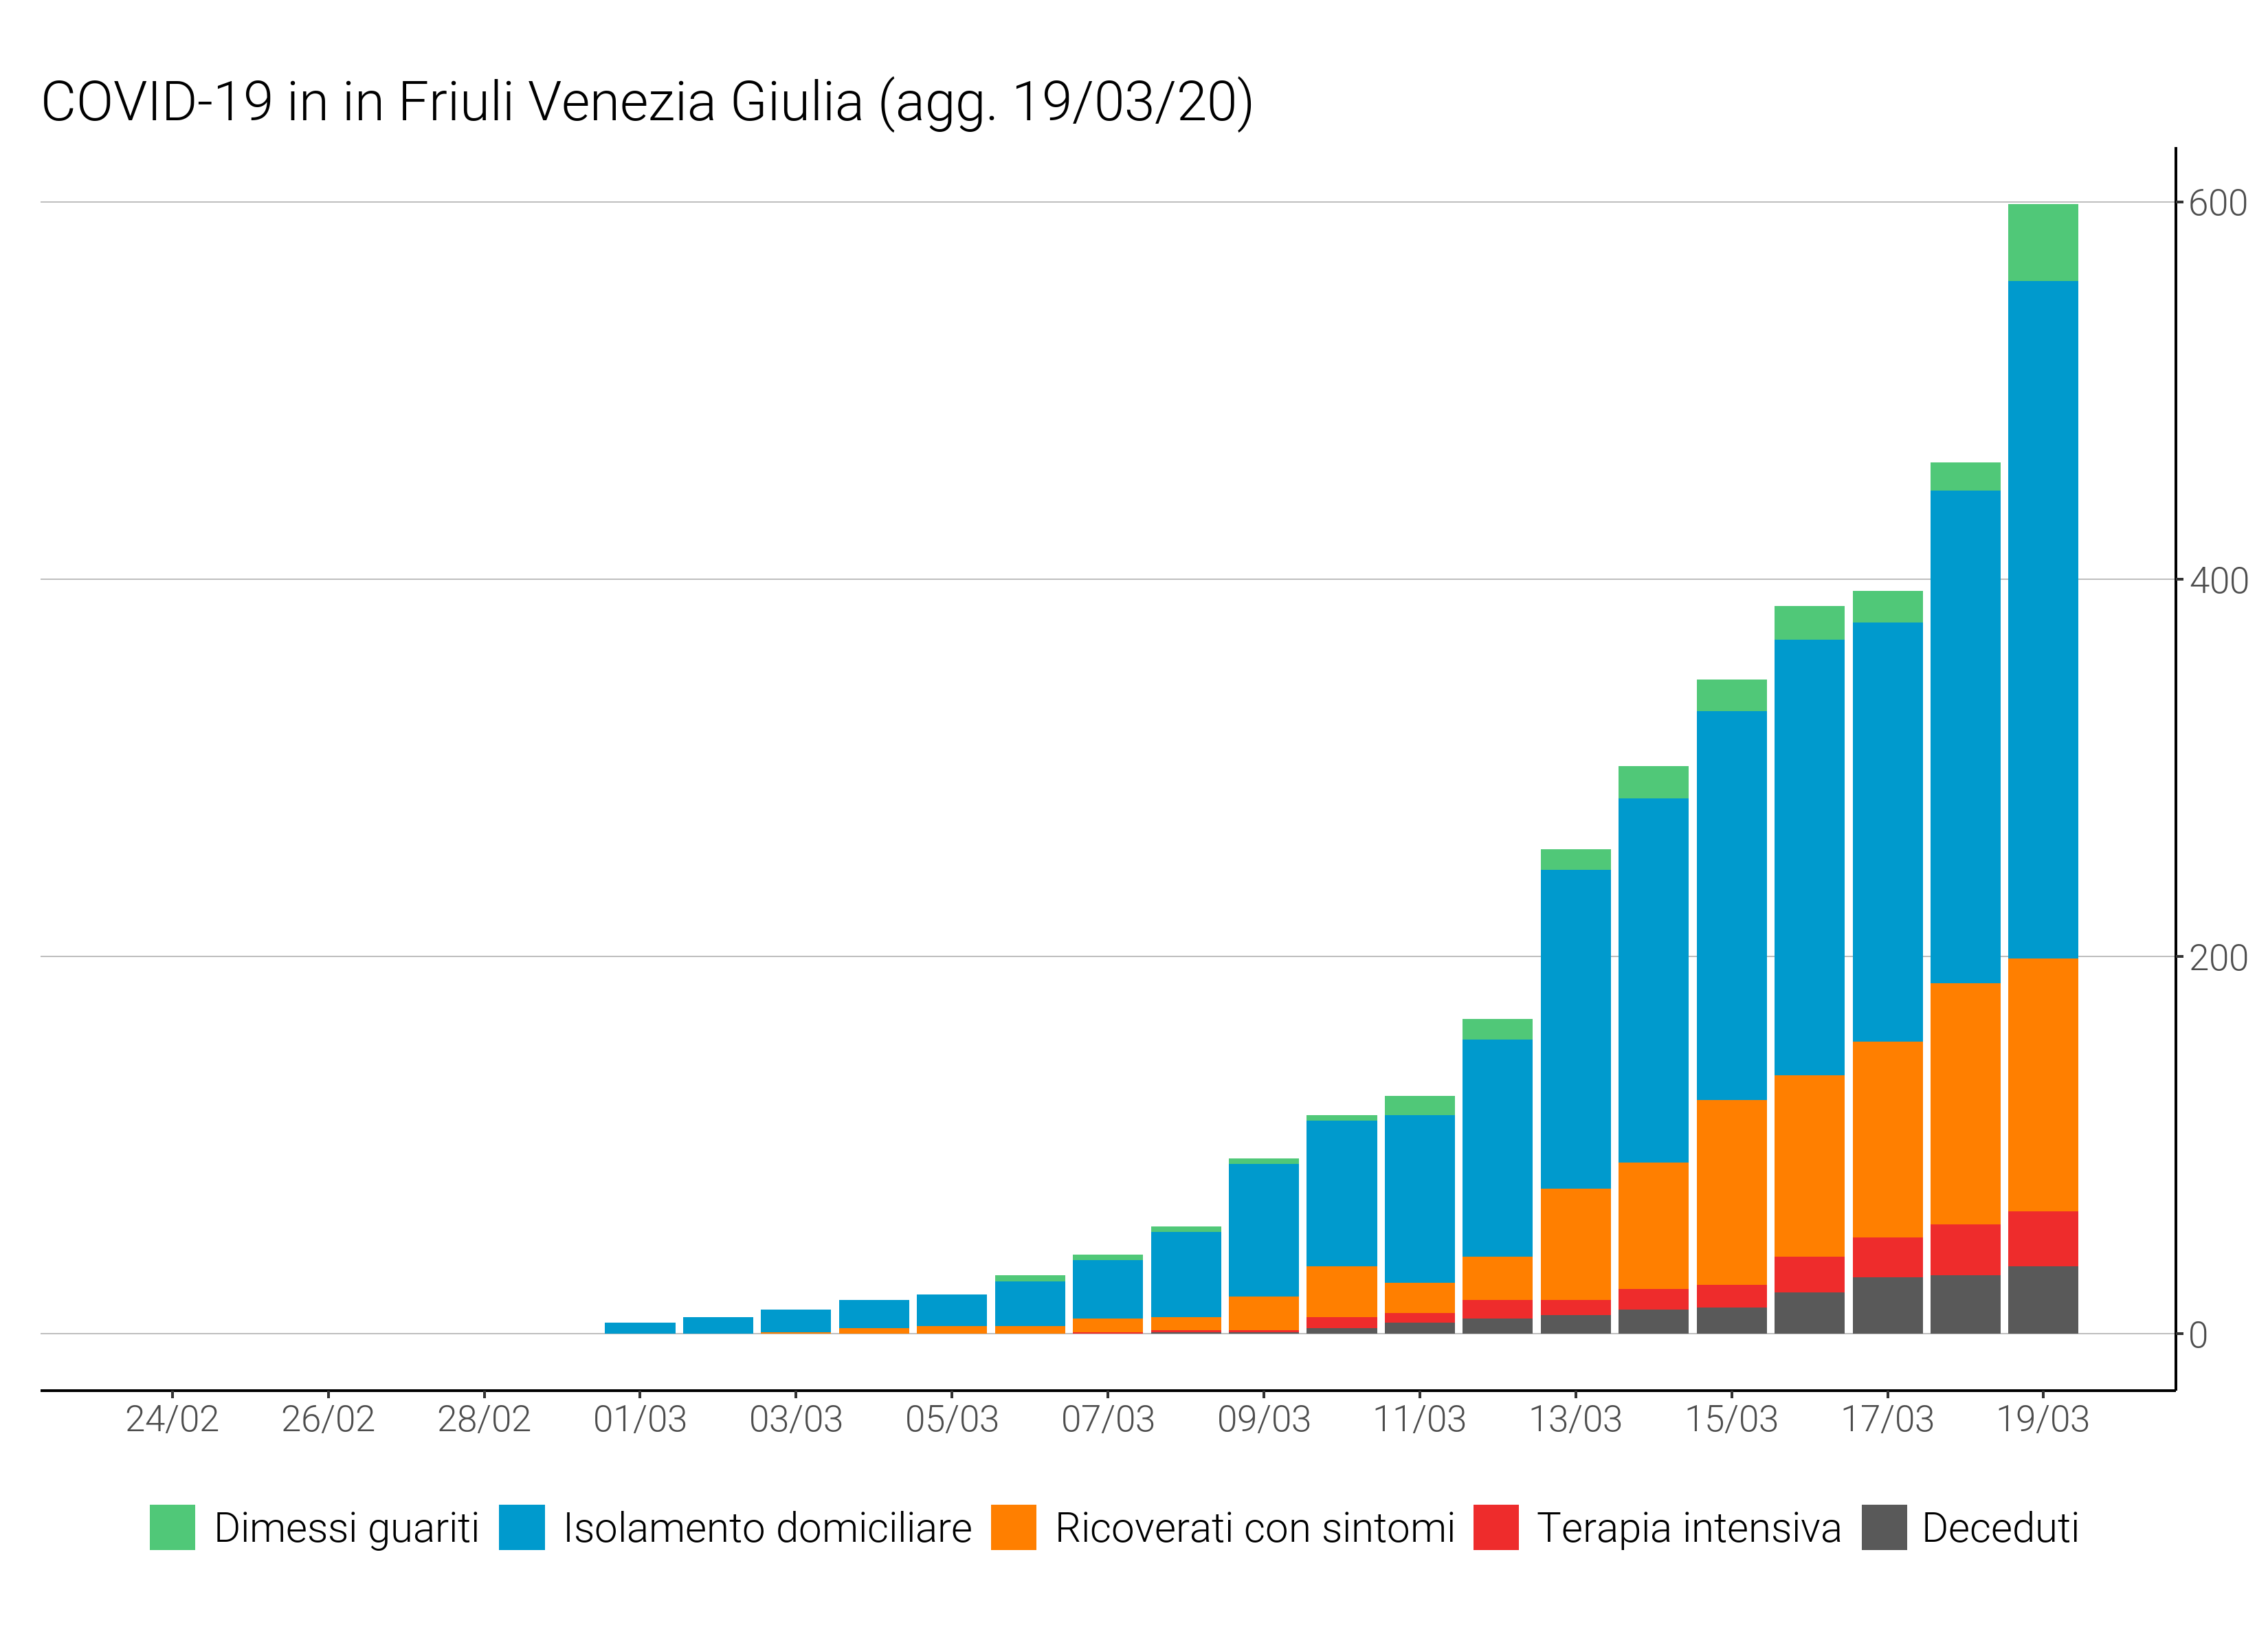 COVID-19 in in Friuli Venezia Giulia (agg. 19/03/20)
600
400
200
0
24/02 26/02 28/02 01/03 03/03 05/03 07/03 09/03 11/03 13/03 15/03 17/03 19/03
Dimessi guariti Isolamento domiciliare Ricoverati con sintomi Terapia intensiva Deceduti